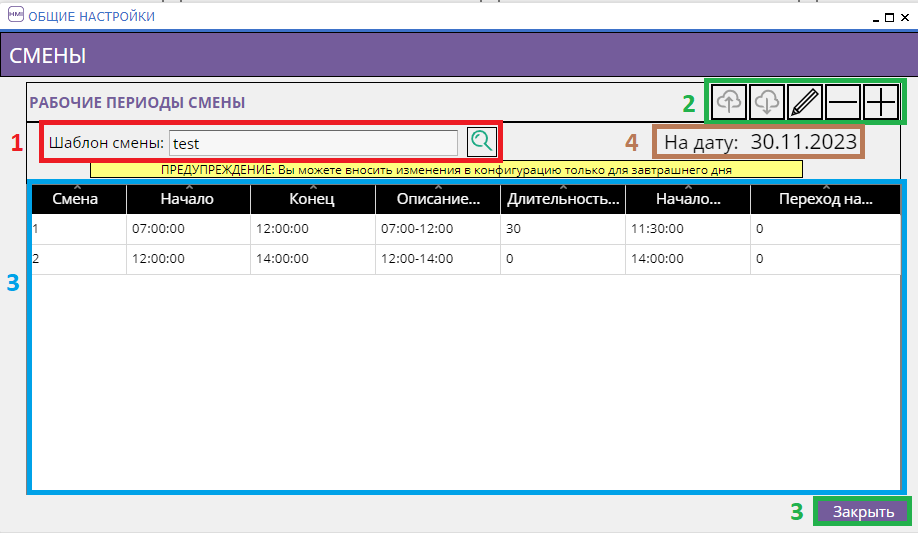 HMI ОБЩИЕ НАСТРОЙКИ
СМЕНЫ
РАБОЧИЕ ПЕРИОДЫ СМЕНЫ
2
1
Шаблон смены: test
4
На дату: 30.11.2023
ПРЕДУПРЕЖДЕНИЕ: Вы можете вносить изменения в конфигурацию только для завтрашнего дня
Смена Начало Конец Описание... Длительность... Начало... Переход на...
1 07:00:00 12:00:00 07:00-12:00 30 11:30:00 0
2 12:00:00 14:00:00 12:00-14:00 0 14:00:00 0
3
3 Закрыть